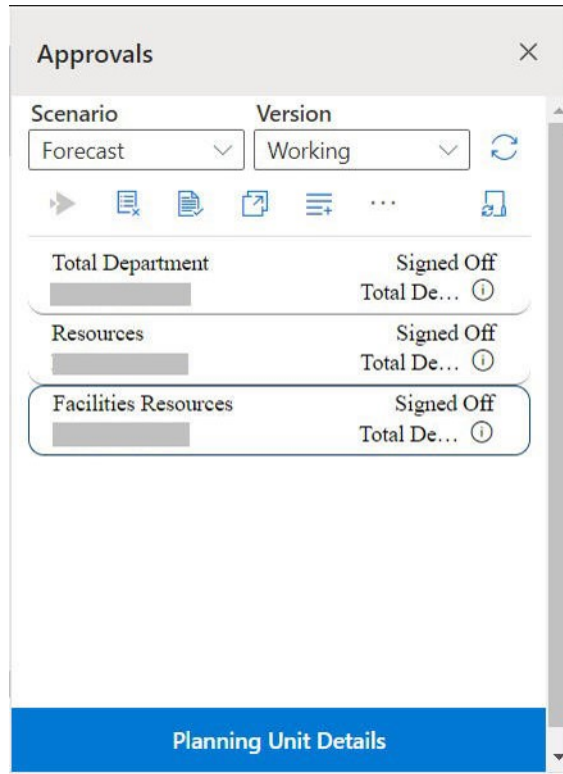 Approvals
Scenario Version
Forecast Working
...
Total Department Signed Off
Total De...
Resources Signed Off
Total De...
Facilities Resources Signed Off
Total De...
Planning Unit Details